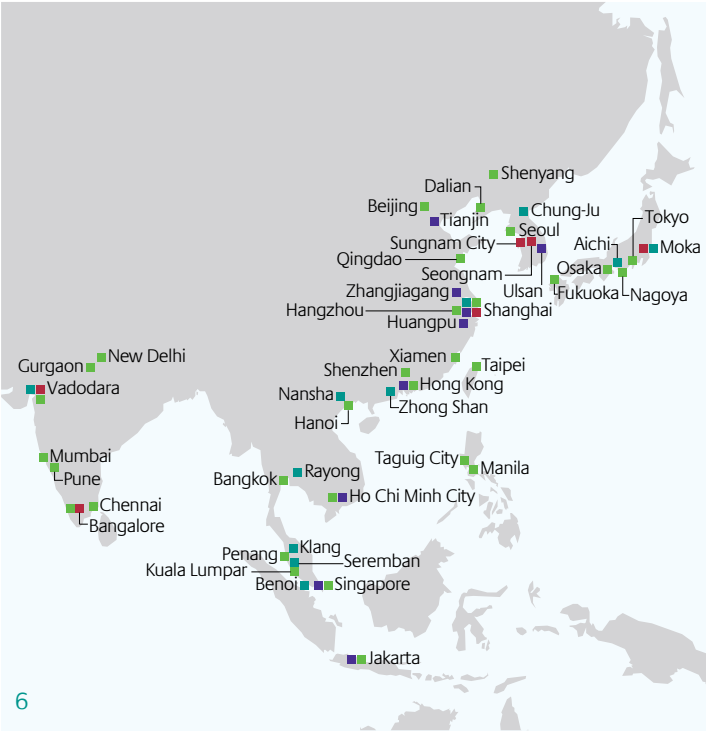 Shenyang
Dalian
Beijing
Tianjin
Chung-Ju
Tokyo
Seoul
Sungnam City
Aichi
Moka
Qingdao
Seongnam
Osaka
Zhangjiagang
Ulsan
Fukuoka
Nagoya
Hangzhou
Shanghai
Huangpu
New Delhi
Gurgaon
Xiamen
Taipei
Shenzhen
Vadodara
Hong Kong
Nansha
Zhong Shan
Hanoi
Mumbai
Taguig City
Manila
Pune
Bangkok
Rayong
Chennai
Ho Chi Minh City
Bangalore
Klang
Penang
Seremban
Kuala Lumpar
Benoi
Singapore
Jakarta
6